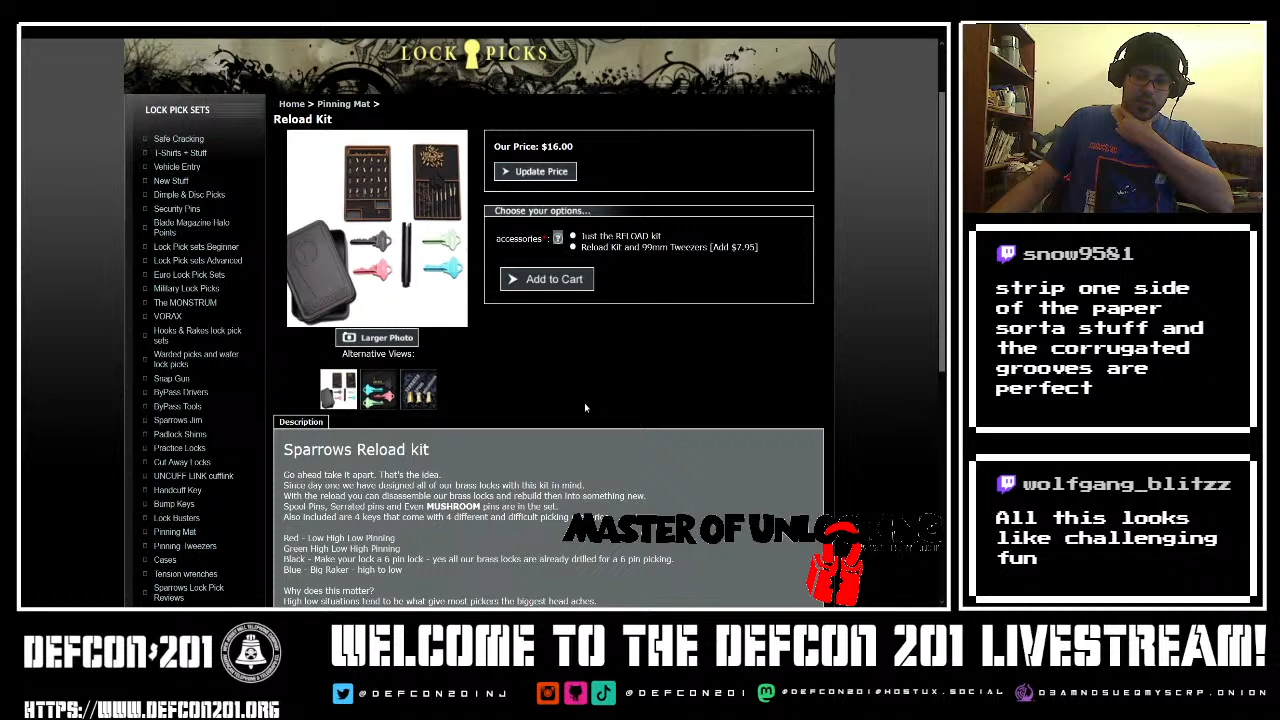 LOCK PICKS
LOCK PICK SETS
Safe Cracking
T-Shirts + Stuff
Vehicle Entry
New Stuff
Dimple & Disc Picks
Security Pins
Blade Magazine Halo
Points
Lock Pick sets Beginner
Lock Pick sets Advanced
Euro Lock Pick Sets
Military Lock Picks
The MONSTRUM
VORAX
Hooks & Rakes lock pick
sets
Warded picks and wafer
lock picks
Snap Gun
ByPass Drivers
ByPass Tools
Sparrows Jim
Padlock Shims
Practice Locks
Cut Away Locks
UNCUFF LINK cufflink
Handcuff Key
Bump Keys
Lock Busters
Pinning Mat
Pinning Tweezers
Cases
Tension wrenches
Sparrows Lock Pick
Reviews
Home > Pinning Mat >
Reload Kit
Our Price: $16.00
Update Price
Choose your options...
accessories*: ?
Just the RELOAD kit
Reload Kit and 99mm Tweezers [Add $7.95]
Add to Cart
Larger Photo
Alternative Views:
Description
Sparrows Reload kit
Go ahead take it apart. That's the idea.
Since day one we have designed all of our brass locks with this kit in mind.
With the reload you can disassemble our brass locks and rebuild then into something new.
Spool Pins, Serrated pins and Even MUSHROOM pins are in the set.
Also included are 4 keys that come with 4 different and difficult picking
Red - Low High Low Pinning
Green High Low High Pinning
Black - Make your lock a 6 pin lock - yes all our brass locks are already drilled for a 6 pin picking.
Blue - Big Raker - high to low
Why does this matter?
High low situations tend to be what give most pickers the biggest head aches.
MASTER OF UNLOCKING
snow9581
strip one side
of the paper
sorta stuff and
the corrugated
grooves are
perfect
wolfgang_blitzz
All this looks
like challenging
fun
DEFCON201
WELCOME TO THE DEFCON 201 LIVESTREAM!
HTTPS://WWW.DEFCON201.ORG
@DEFCON201NJ
@DEFCON201
@DEFCON201@HOSTUX.SOCIAL
D3AMNDSUEQMYSCRP.ONION